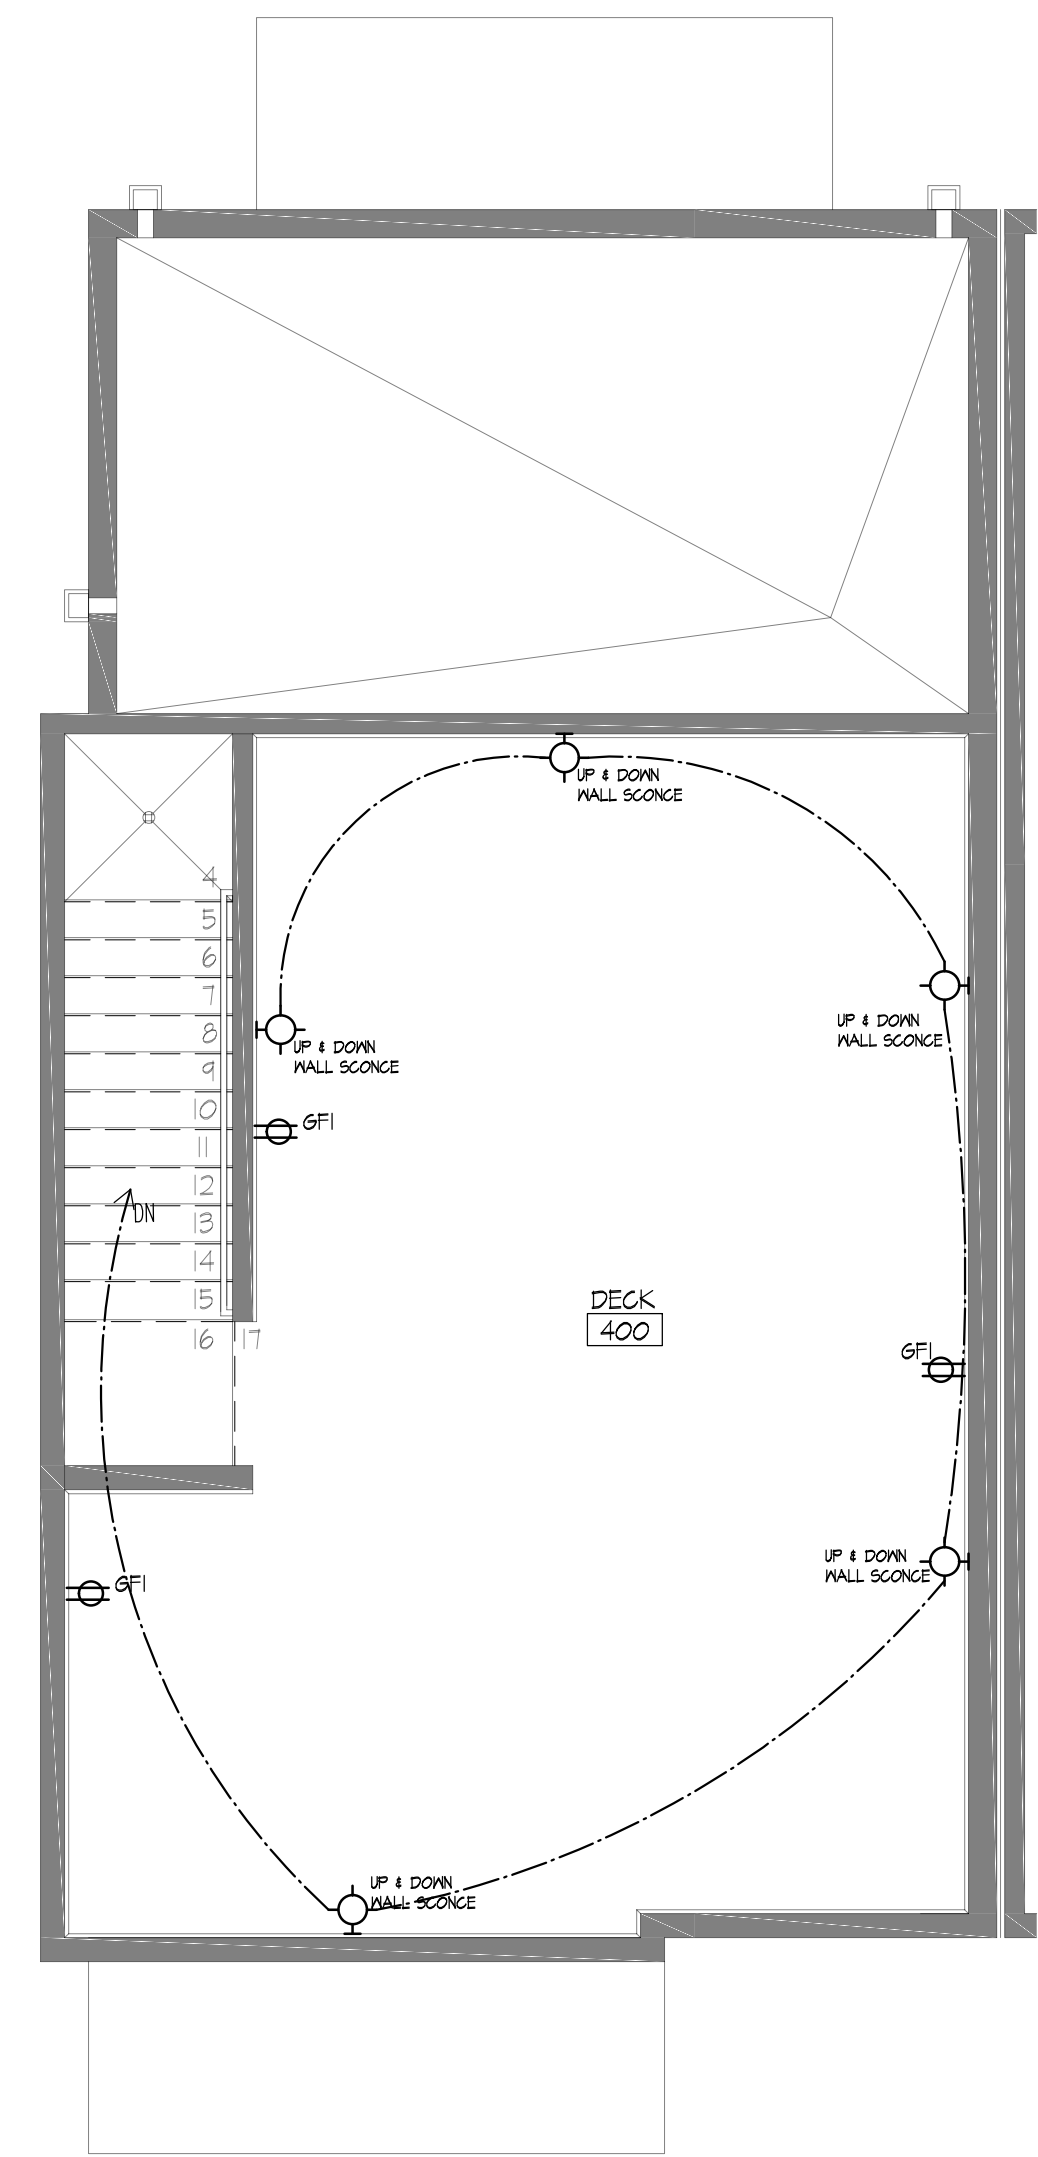 UP & DOWN
WALL SCONCE
4
5
6
7
8
9
10
11
12
13
14
15
16 17
DN
UP & DOWN
WALL SCONCE
UP & DOWN
WALL SCONCE
GFI
DECK
400
GFI
UP & DOWN
WALL SCONCE
GFI
UP & DOWN
WALL SCONCE